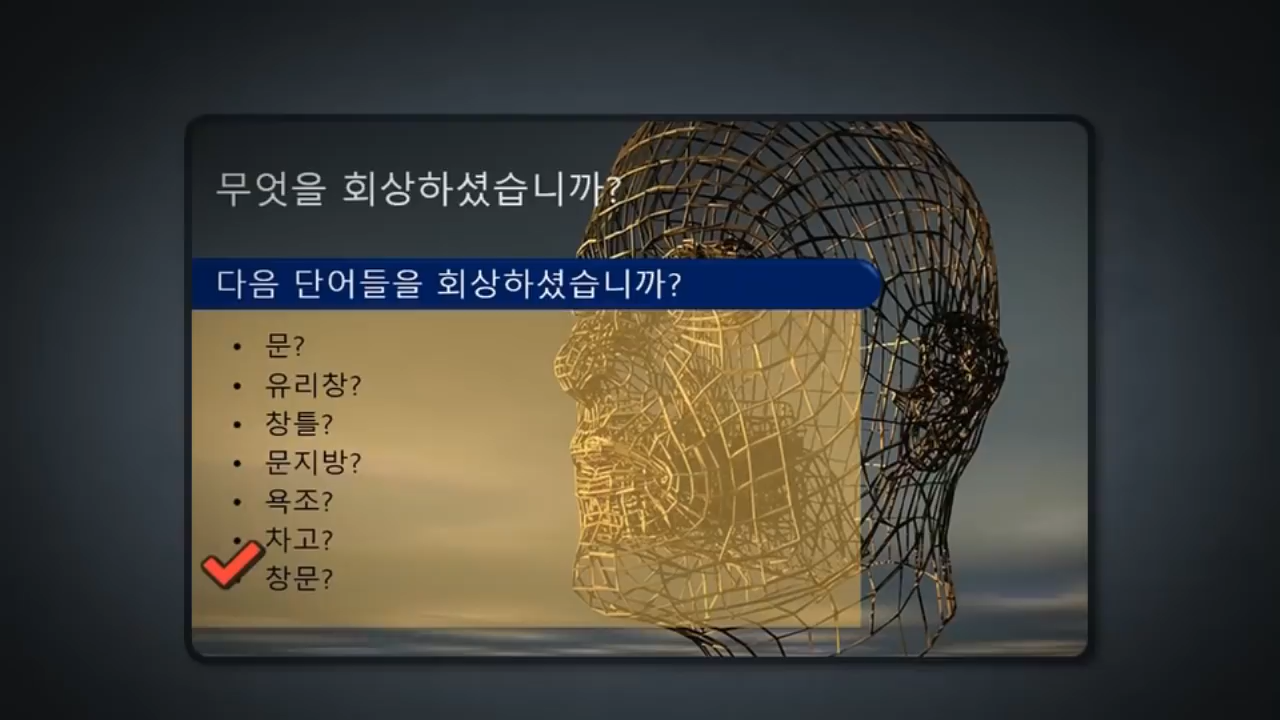 무엇을 회상하셨습니까?
다음 단어들을 회상하셨습니까?
• 문?
• 유리창?
• 창틀?
• 문지방?
• 욕조?
• 차고?
• 창문?